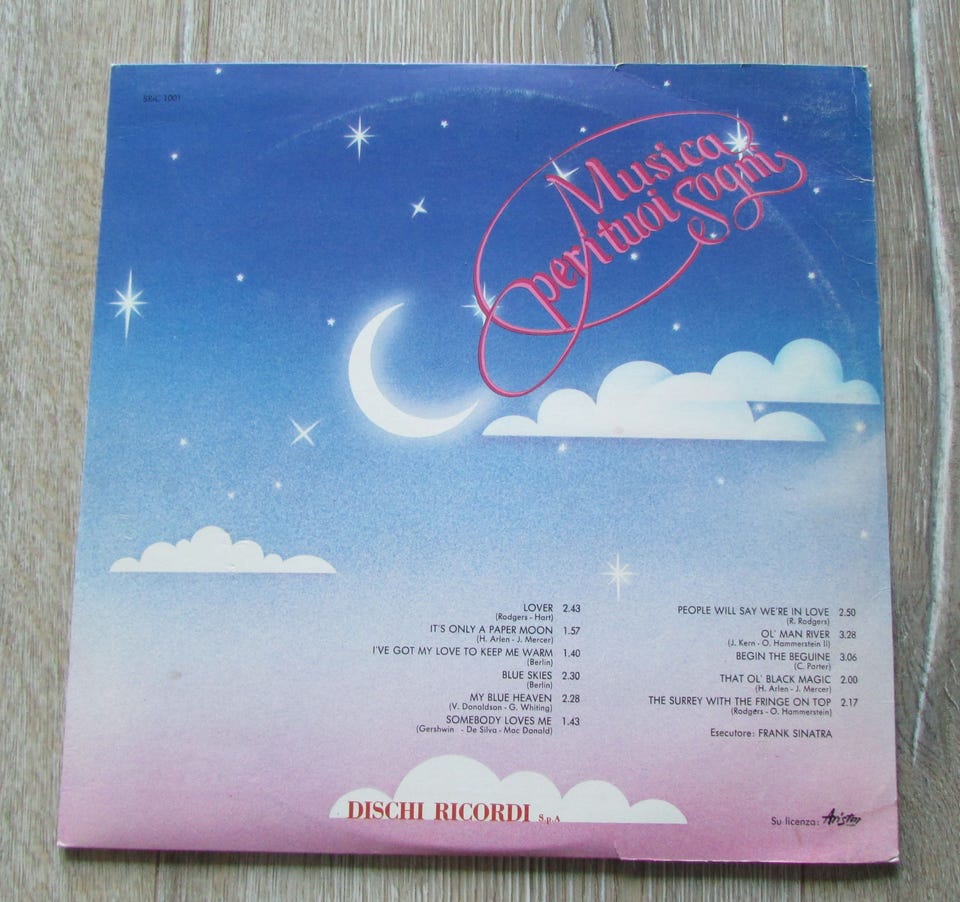 SRIC 1001
Musica
per i tuoi Sogni
LOVER 2.43
(Rodgers - Hart)
IT'S ONLY A PAPER MOON 1.57
(H. Arlen - J. Mercer)
I'VE GOT MY LOVE TO KEEP ME WARM 1.40
(Berlin)
BLUE SKIES 2.30
(Berlin)
MY BLUE HEAVEN 2.28
(V. Donaldson - G. Whiting)
SOMEBODY LOVES ME 1.43
(Gershwin - De Silva - Mac Donald)
PEOPLE WILL SAY WE'RE IN LOVE 2.50
(R. Rodgers)
OL' MAN RIVER 3.28
(J. Kern - O. Hammerstein II)
BEGIN THE BEGUINE 3.06
(C. Porter)
THAT OL' BLACK MAGIC 2.00
(H. Arlen - J. Mercer)
THE SURREY WITH THE FRINGE ON TOP 2.17
(Rodgers - O. Hammerstein)
Esecutore: FRANK SINATRA
DISCHI RICORDI S.p.A
Su licenza: Ariston